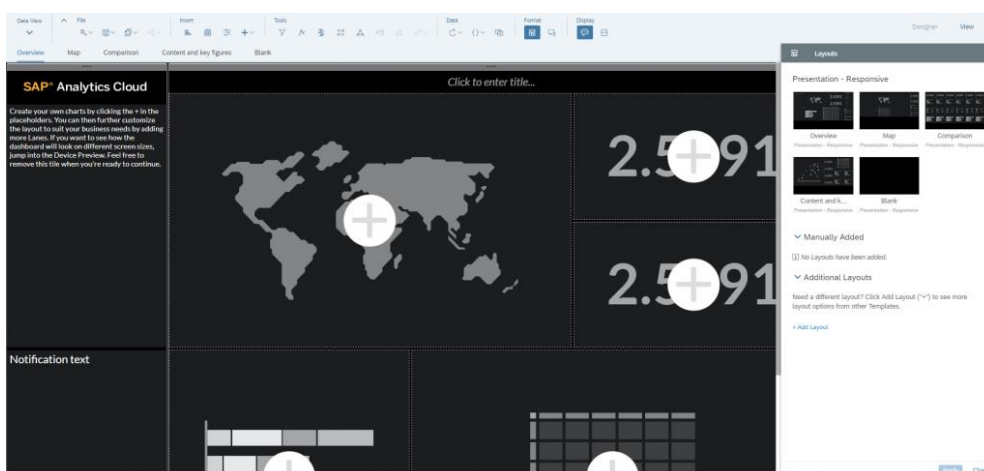 Data View
File
Insert
Tools
Data
Format
Display
Designer
View
Overview
Map
Comparison
Content and key figures
Blank
Layouts
SAP Analytics Cloud
Create your own charts by clicking the + in the
placeholders. You can then further customize
the layout to suit your business needs by adding
more Lanes. If you want to see how the
dashboard will look on different screen sizes,
jump into the Device Preview. Feel free to
remove this tile when you're ready to continue.
Click to enter title...
2.5 91
2.5 91
Notification text
Presentation - Responsive
Overview
Map
Comparison
Presentation - Responsive
Presentation - Responsive
Presentation - Responsive
Content and k...
Blank
Presentation - Responsive
Presentation - Responsive
Manually Added
No Layouts have been added.
Additional Layouts
Need a different layout? Click Add Layout ("+") to see more
layout options from other Templates.
+ Add Layout